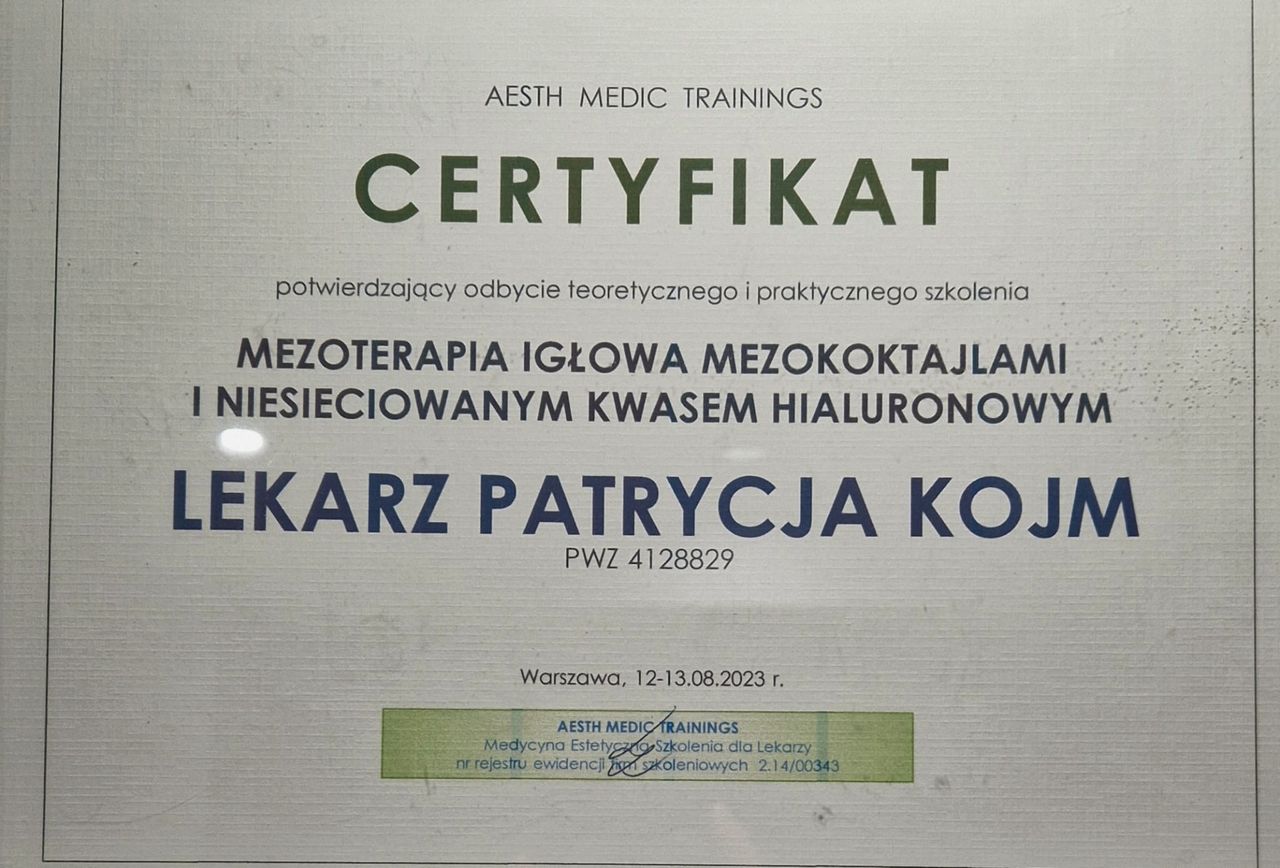 AESTH MEDIC TRAININGS
CERTYFIKAT
potwierdzający odbycie teoretycznego i praktycznego szkolenia
MEZOTERAPIA IGŁOWA MEZOKOKTAJLAMI
I NIESIECIOWANYM KWASEM HIALURONOWYM
LEKARZ PATRYCJA KOJM
PWZ 4128829
Warszawa, 12-13.08.2023 r.
AESTH MEDIC TRAININGS
Medycyna Estetyczna Szkolenia dla Lekarzy
nr rejestru ewidencji firm szkoleniowych 2.14/00343